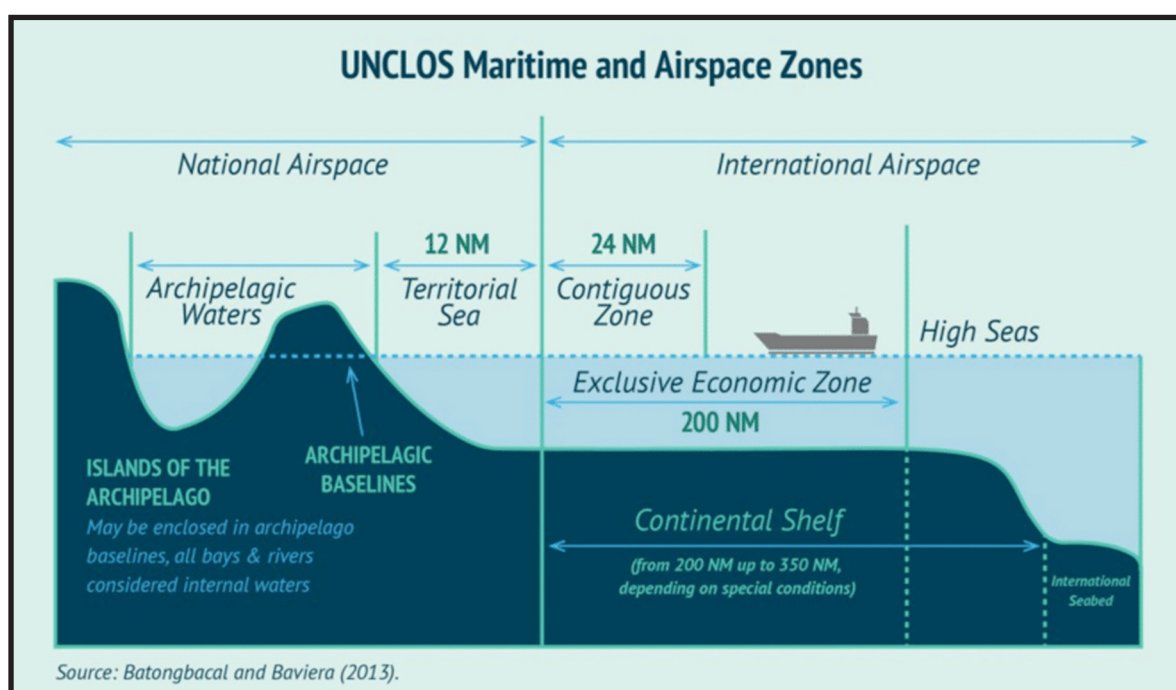 UNCLOS Maritime and Airspace Zones
National Airspace
International Airspace
12 NM
24 NM
Archipelagic
Waters
Territorial
Sea
Contiguous
Zone
High Seas
Exclusive Economic Zone
200 NM
ISLANDS OF THE
ARCHIPELAGO
May be enclosed in archipelago
baselines, all bays & rivers
considered internal waters
ARCHIPELAGIC
BASELINES
Continental Shelf
(from 200 NM up to 350 NM,
depending on special conditions)
International
Seabed
Source: Batongbacal and Baviera (2013).